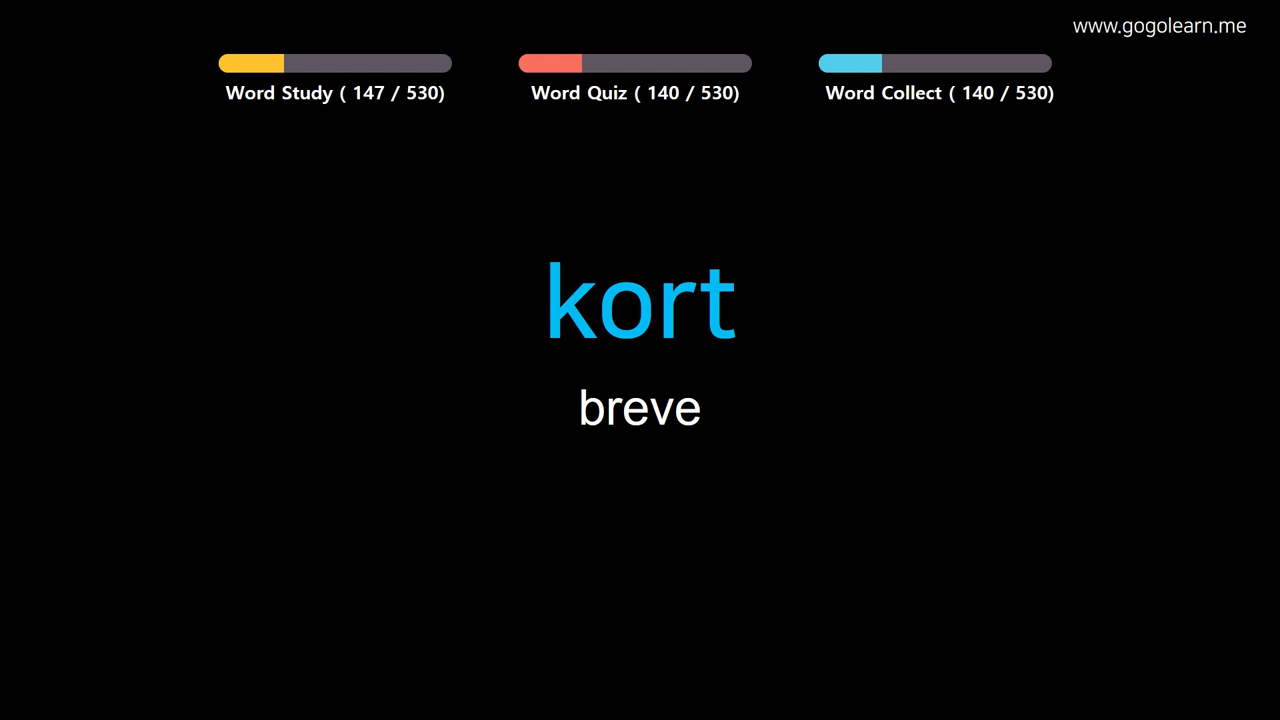 www.gogolearn.me
Word Study ( 147 / 530)
Word Quiz ( 140 / 530)
Word Collect ( 140 / 530)
kort
breve